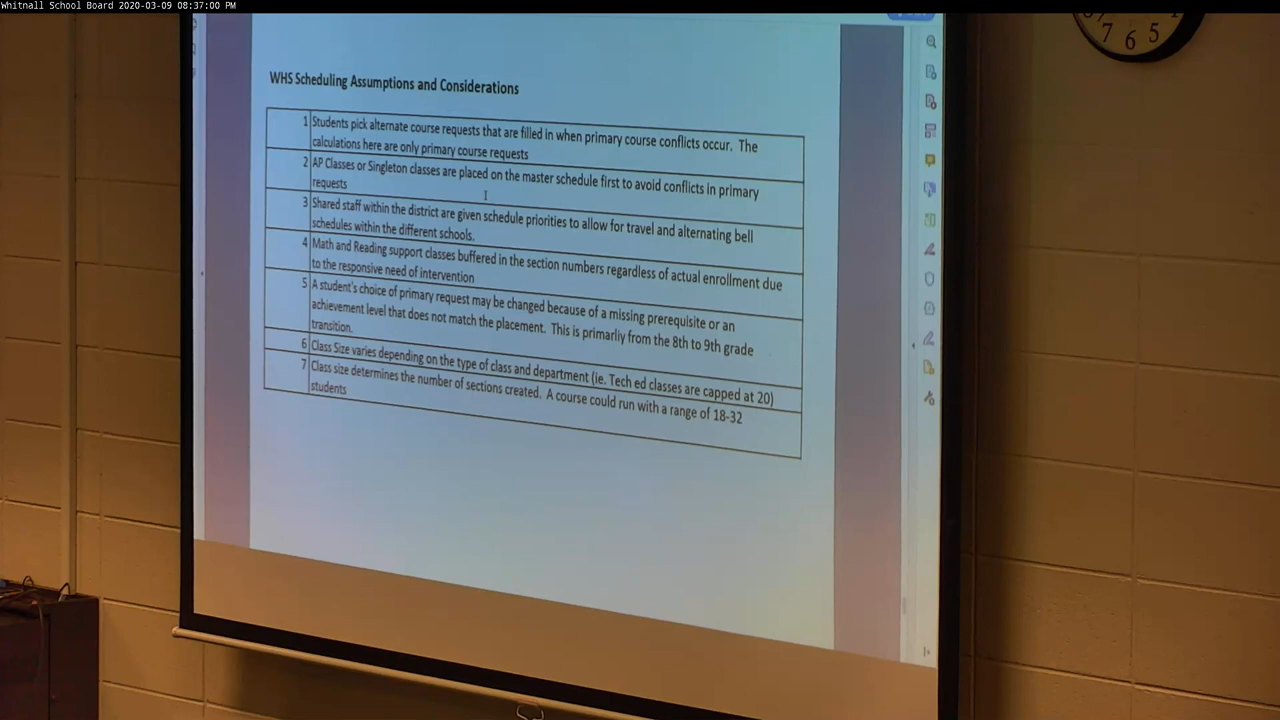 Whitnall School Board 2020-03-09 08:37:00 PM
7 6 5
WHS Scheduling Assumptions and Considerations
1 Students pick alternate course requests that are filled in when primary course conflicts occur. The
calculations here are only primary course requests
2 AP Classes or Singleton classes are placed on the master schedule first to avoid conflicts in primary
requests
3 Shared staff within the district are given schedule priorities to allow for travel and alternating bell
schedules within the different schools.
4 Math and Reading support classes buffered in the section numbers regardless of actual enrollment due
to the responsive need of intervention
5 A student's choice of primary request may be changed because of a missing prerequisite or an
achievement level that does not match the placement. This is primarliy from the 8th to 9th grade
transition.
6 Class Size varies depending on the type of class and department (ie. Tech ed classes are capped at 20)
7 Class size determines the number of sections created. A course could run with a range of 18-32
students